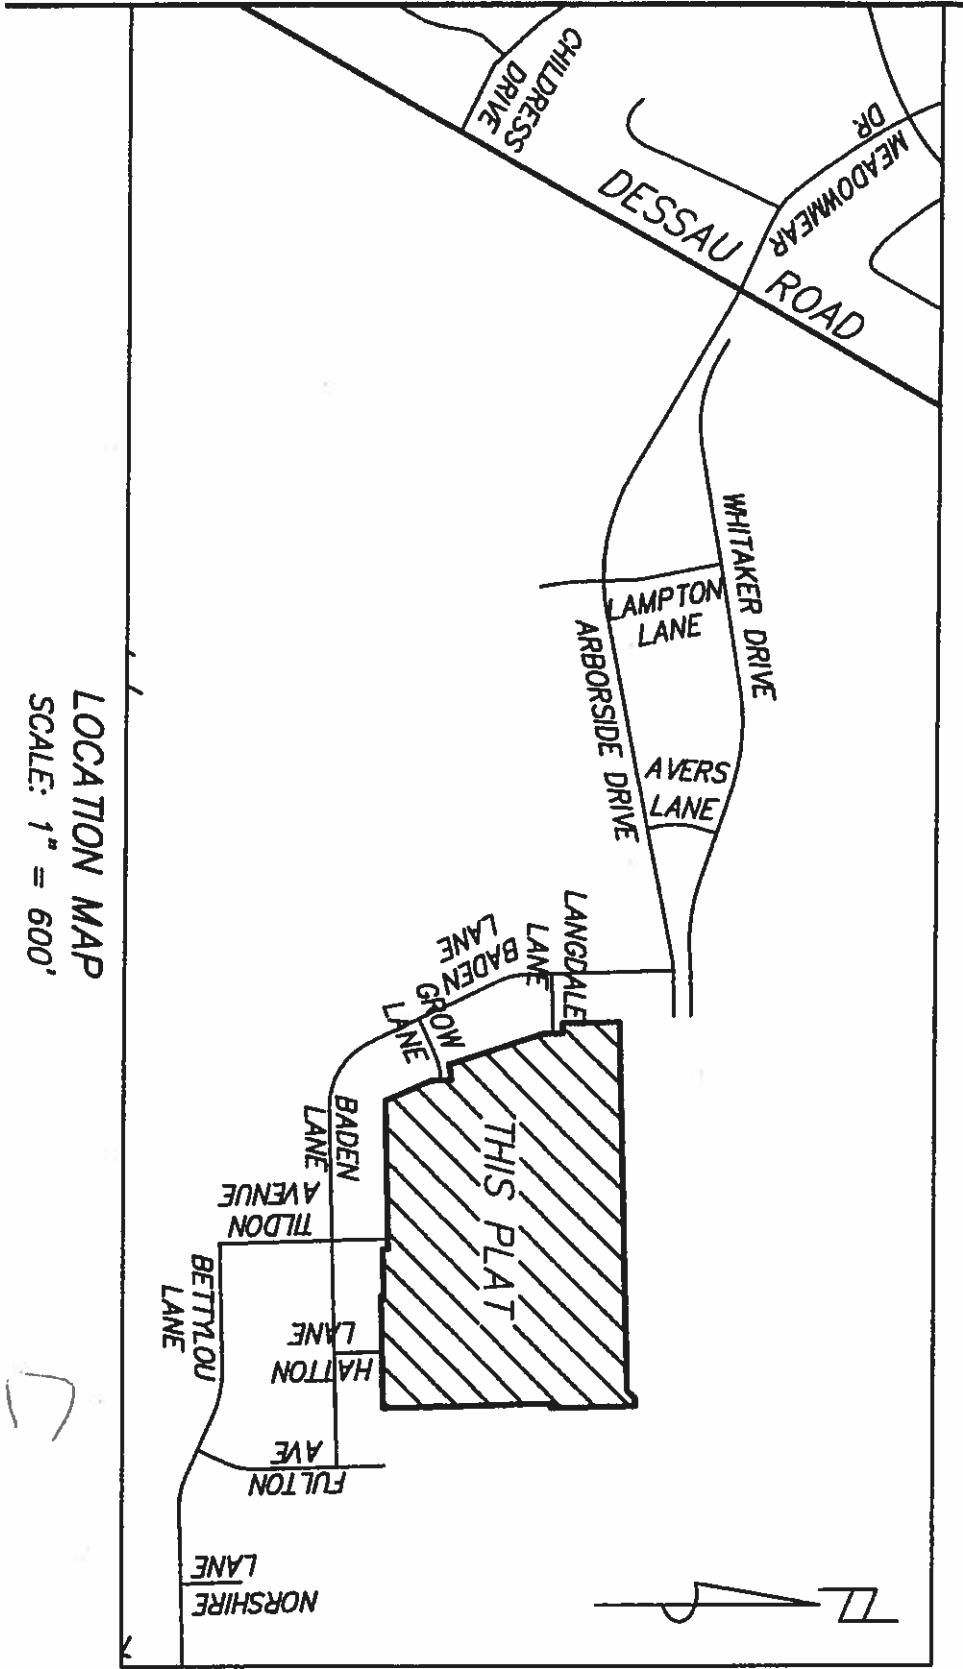 CHILDRESS
DRIVE
DESSAU ROAD
MEADOWMEAR
DR
WHITAKER DRIVE
LAMPTON
LANE
ARBORSIDE DRIVE
AVERS
LANE
LANGDALE
LANE
BADEN
LANE
GROW
LANE
THIS PLAT
BADEN
LANE
TILDON
AVENUE
BETTYLOU
LANE
HATTON
LANE
FULTON
AVE
NORSHIRE
LANE
N
LOCATION MAP
SCALE: 1" = 600'